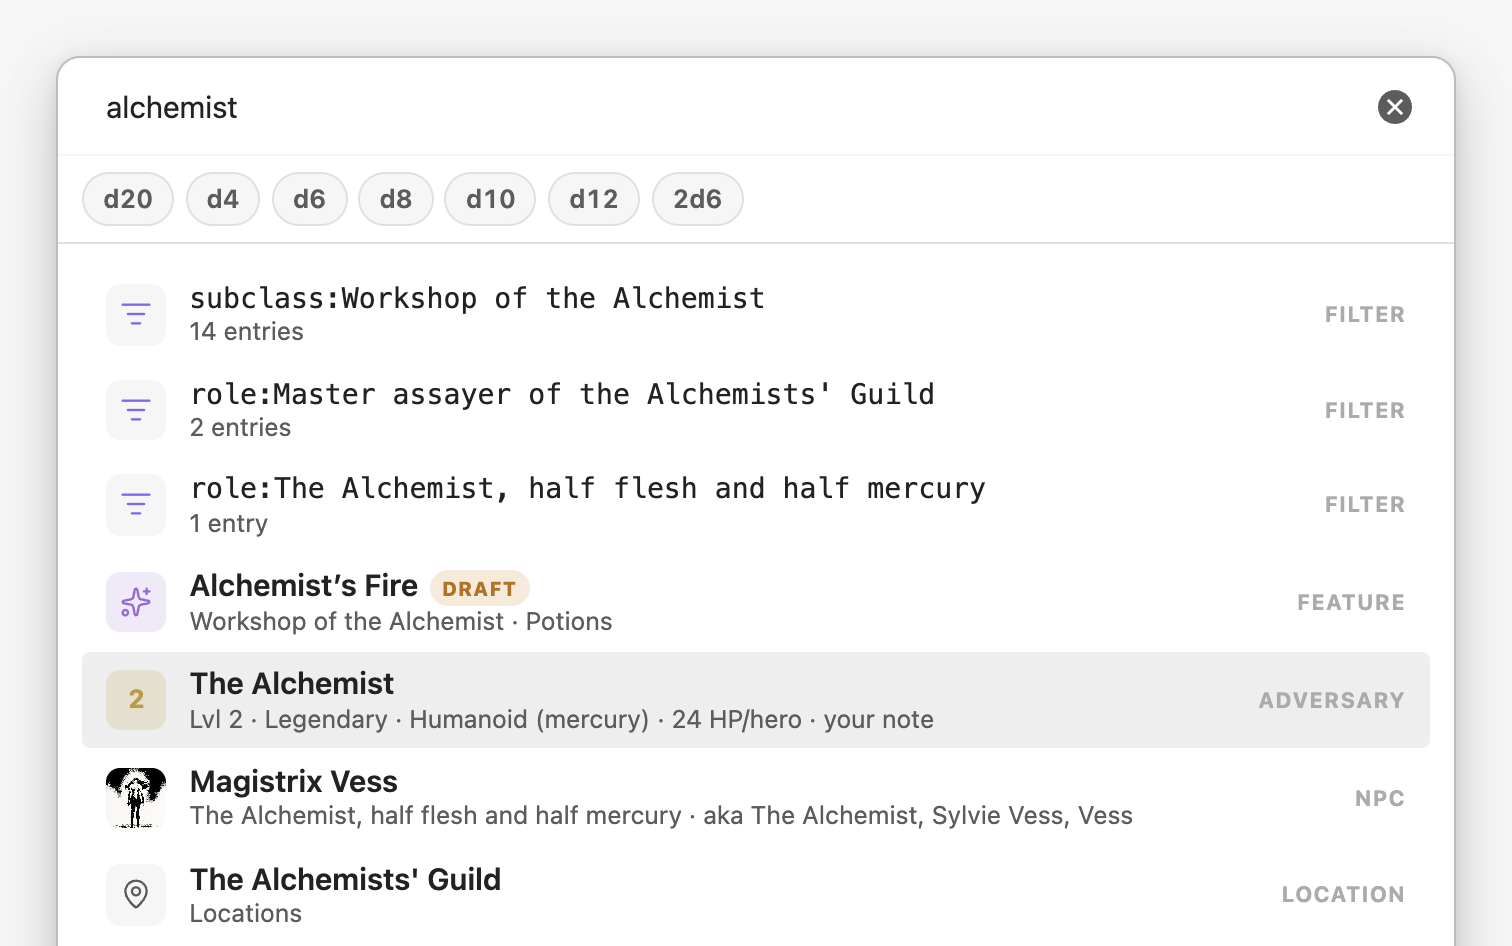 alchemist
d20 d4 d6 d8 d10 d12 2d6
subclass:Workshop of the Alchemist
14 entries
FILTER
role:Master assayer of the Alchemists' Guild
2 entries
FILTER
role:The Alchemist, half flesh and half mercury
1 entry
FILTER
Alchemist’s Fire DRAFT
Workshop of the Alchemist · Potions
FEATURE
2
The Alchemist
Lvl 2 · Legendary · Humanoid (mercury) · 24 HP/hero · your note
ADVERSARY
Magistrix Vess
The Alchemist, half flesh and half mercury · aka The Alchemist, Sylvie Vess, Vess
NPC
The Alchemists' Guild
Locations
LOCATION